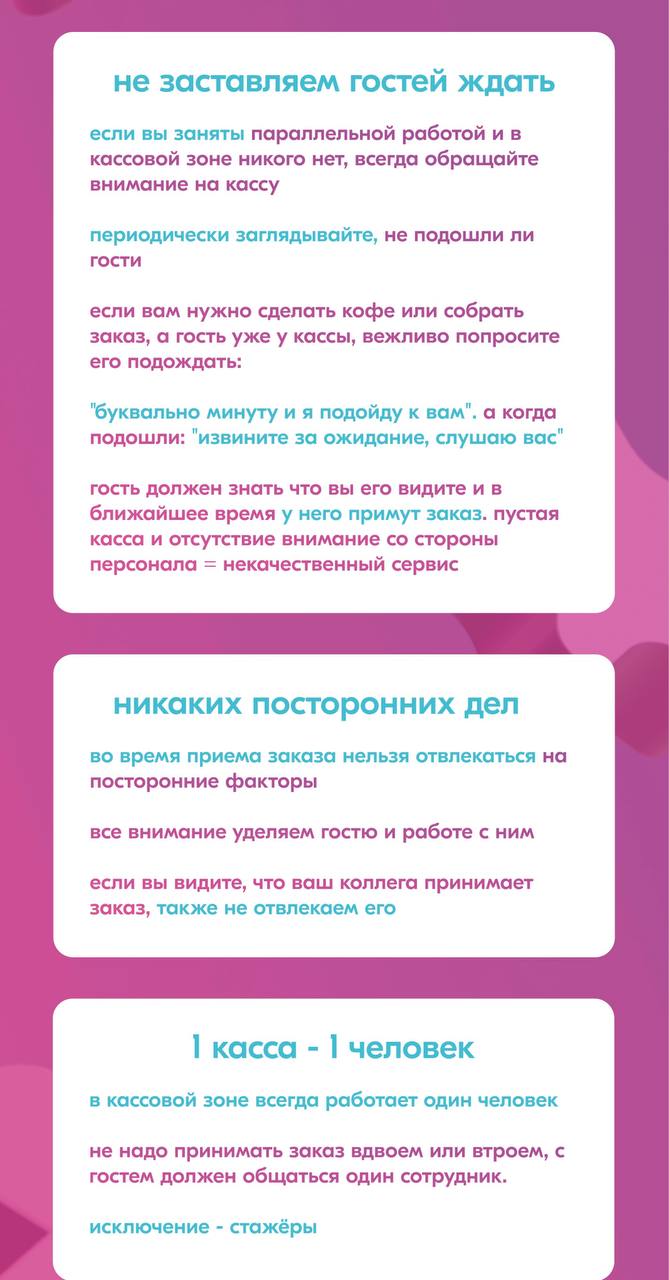 не заставляем гостей ждать
если вы заняты параллельной работой и в
кассовой зоне никого нет, всегда обращайте
внимание на кассу
периодически заглядывайте, не подошли ли
гости
если вам нужно сделать кофе или собрать
заказ, а гость уже у кассы, вежливо попросите
его подождать:
"буквально минуту и я подойду к вам". а когда
подошли: "извините за ожидание, слушаю вас"
гость должен знать что вы его видите и в
ближайшее время у него примут заказ. пустая
касса и отсутствие внимание со стороны
персонала = некачественный сервис
никаких посторонних дел
во время приема заказа нельзя отвлекаться на
посторонние факторы
все внимание уделяем гостю и работе с ним
если вы видите, что ваш коллега принимает
заказ, также не отвлекаем его
1 касса - 1 человек
в кассовой зоне всегда работает один человек
не надо принимать заказ вдвоем или втроем, с
гостем должен общаться один сотрудник.
исключение - стажёры